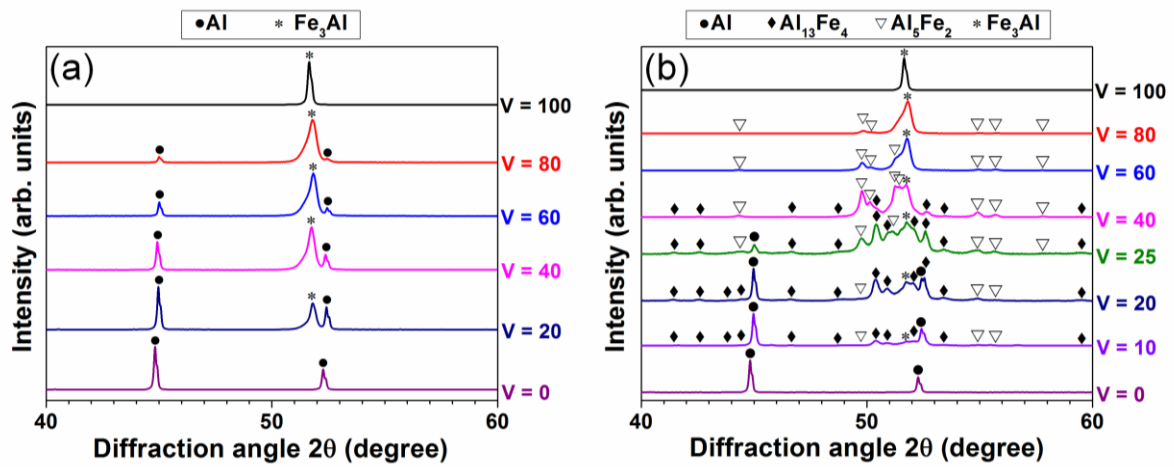 ●Al * Fe₃Al
(a)
Intensity (arb. units)
V = 100
V = 80
V = 60
V = 40
V = 20
V = 0
40 50 60
Diffraction angle 2θ (degree)
● Al ♦ Al₁₃Fe₄ ▽ Al₅Fe₂ * Fe₃Al
(b)
Intensity (arb. units)
V = 100
V = 80
V = 60
V = 40
V = 25
V = 20
V = 10
V = 0
40 50 60
Diffraction angle 2θ (degree)